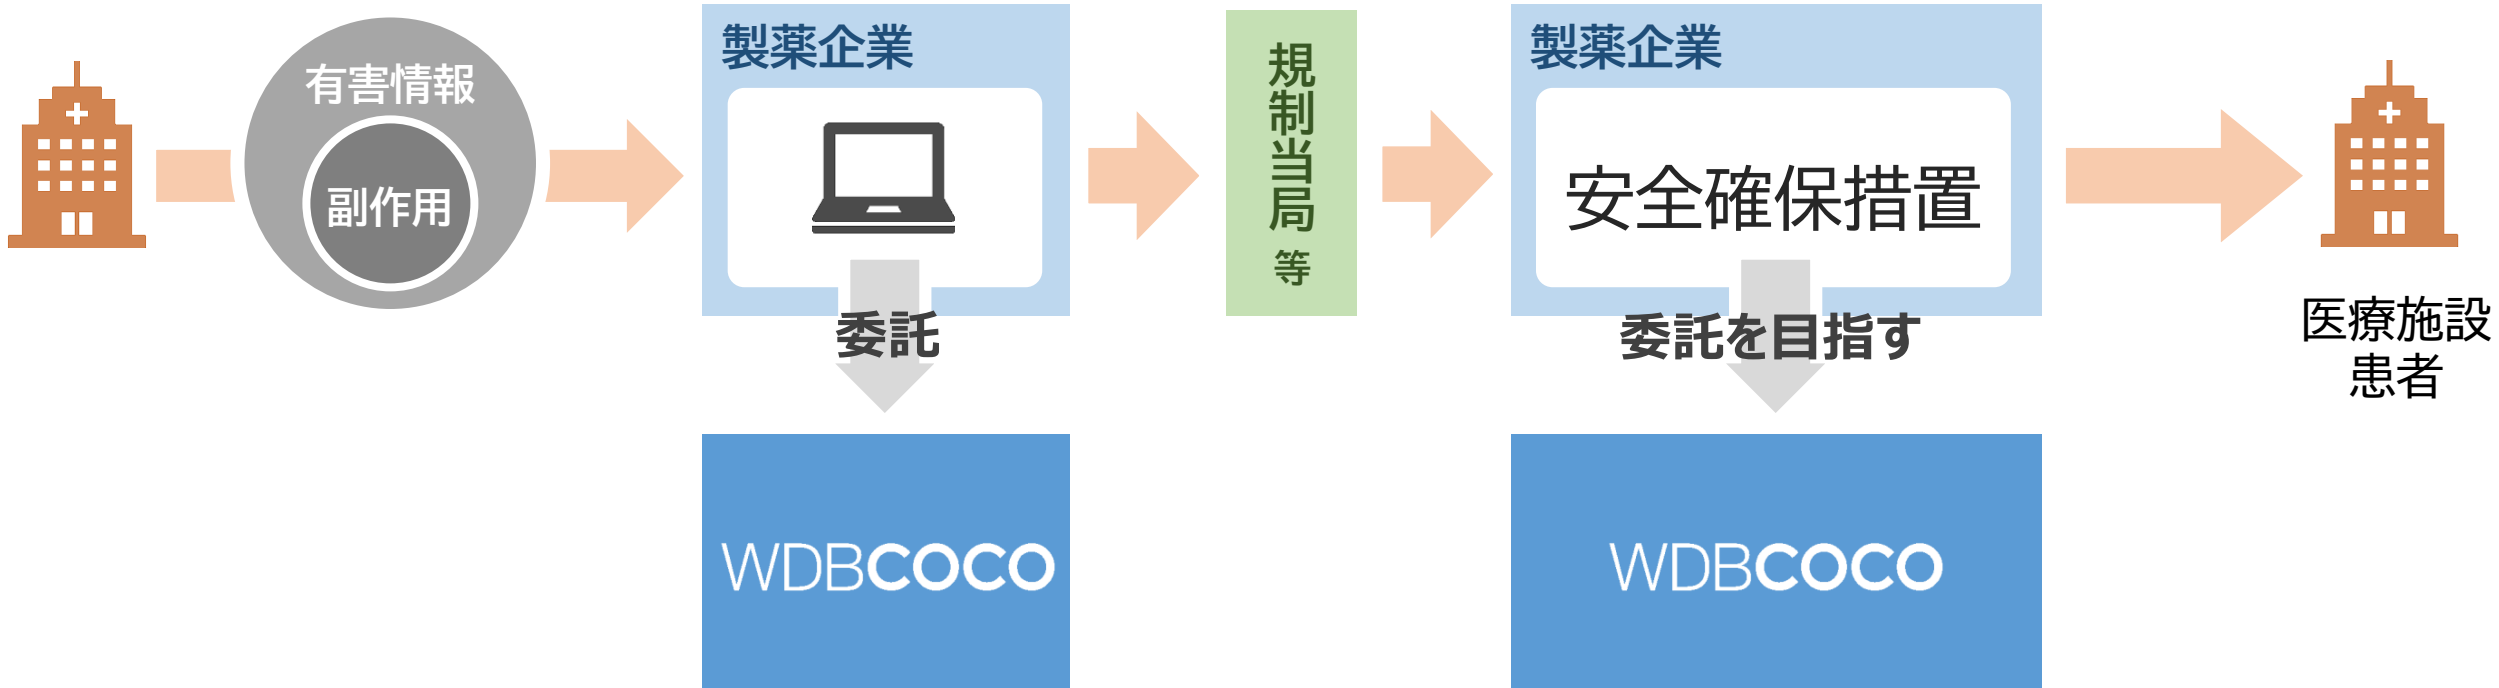 有害事象
副作用
製薬企業
委託
WDBCOCO
規制当局等
製薬企業
安全確保措置
委託を目指す
WDBCOCO
医療施設
患者